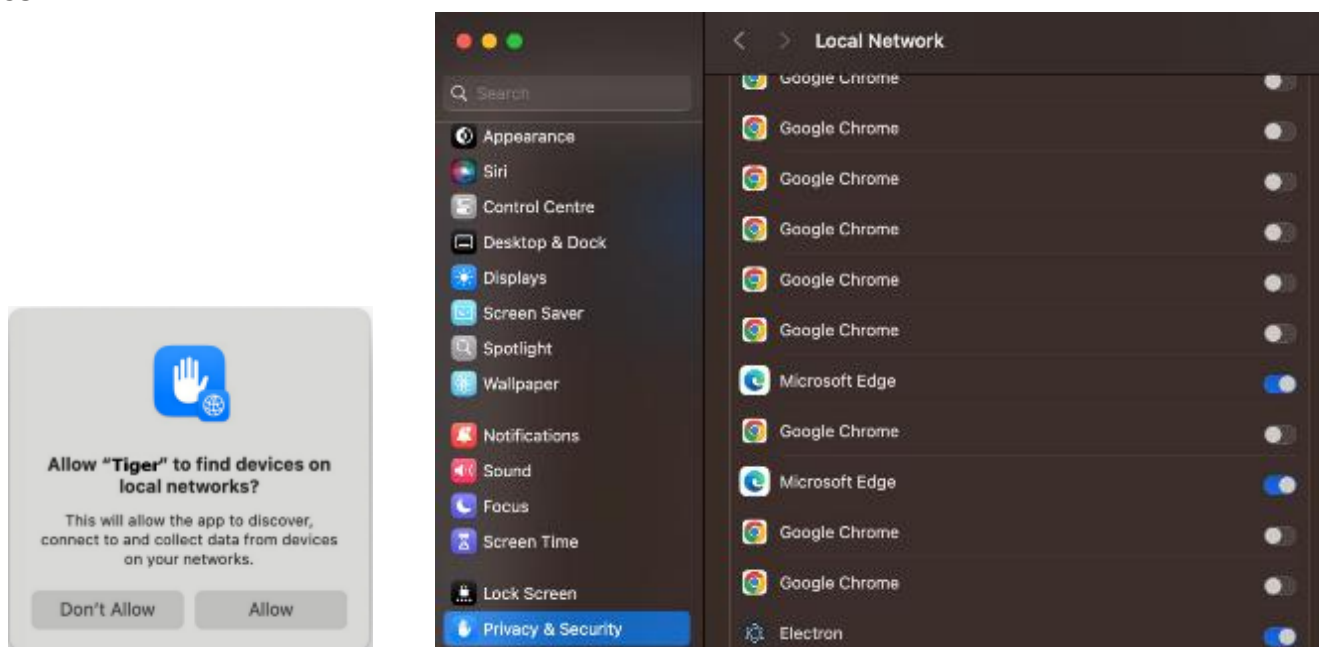 Allow “Tiger” to find devices on
local networks?
This will allow the app to discover,
connect to and collect data from devices
on your networks.
Don’t Allow
Allow
Search
Appearance
Siri
Control Centre
Desktop & Dock
Displays
Screen Saver
Spotlight
Wallpaper
Notifications
Sound
Focus
Screen Time
Lock Screen
Privacy & Security
Local Network
Google Chrome
Google Chrome
Google Chrome
Google Chrome
Google Chrome
Google Chrome
Microsoft Edge
Google Chrome
Microsoft Edge
Google Chrome
Google Chrome
Electron